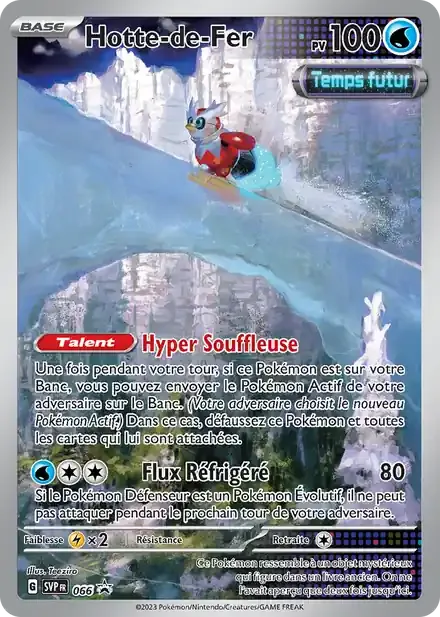 BASE
Hotte-de-Fer
PV 100
Temps futur
Talent Hyper Souffleuse
Une fois pendant votre tour, si ce Pokémon est sur votre
Banc, vous pouvez envoyer le Pokémon Actif de votre
adversaire sur le Banc. (Votre adversaire choisit le nouveau
Pokémon Actif.) Dans ce cas, défaussez ce Pokémon et toutes
les cartes qui lui sont attachées.
Flux Réfrigéré 80
Si le Pokémon Défenseur est un Pokémon Évolutif, il ne peut
pas attaquer pendant le prochain tour de votre adversaire.
Faiblesse ×2 Résistance Retraite
Illus. Teeziro
Ce Pokémon ressemble à un objet mystérieux
qui figure dans un livre ancien. On ne
l'avait aperçu que deux fois jusqu'ici.
G SVP FR 066
©2023 Pokémon/Nintendo/Creatures/GAME FREAK